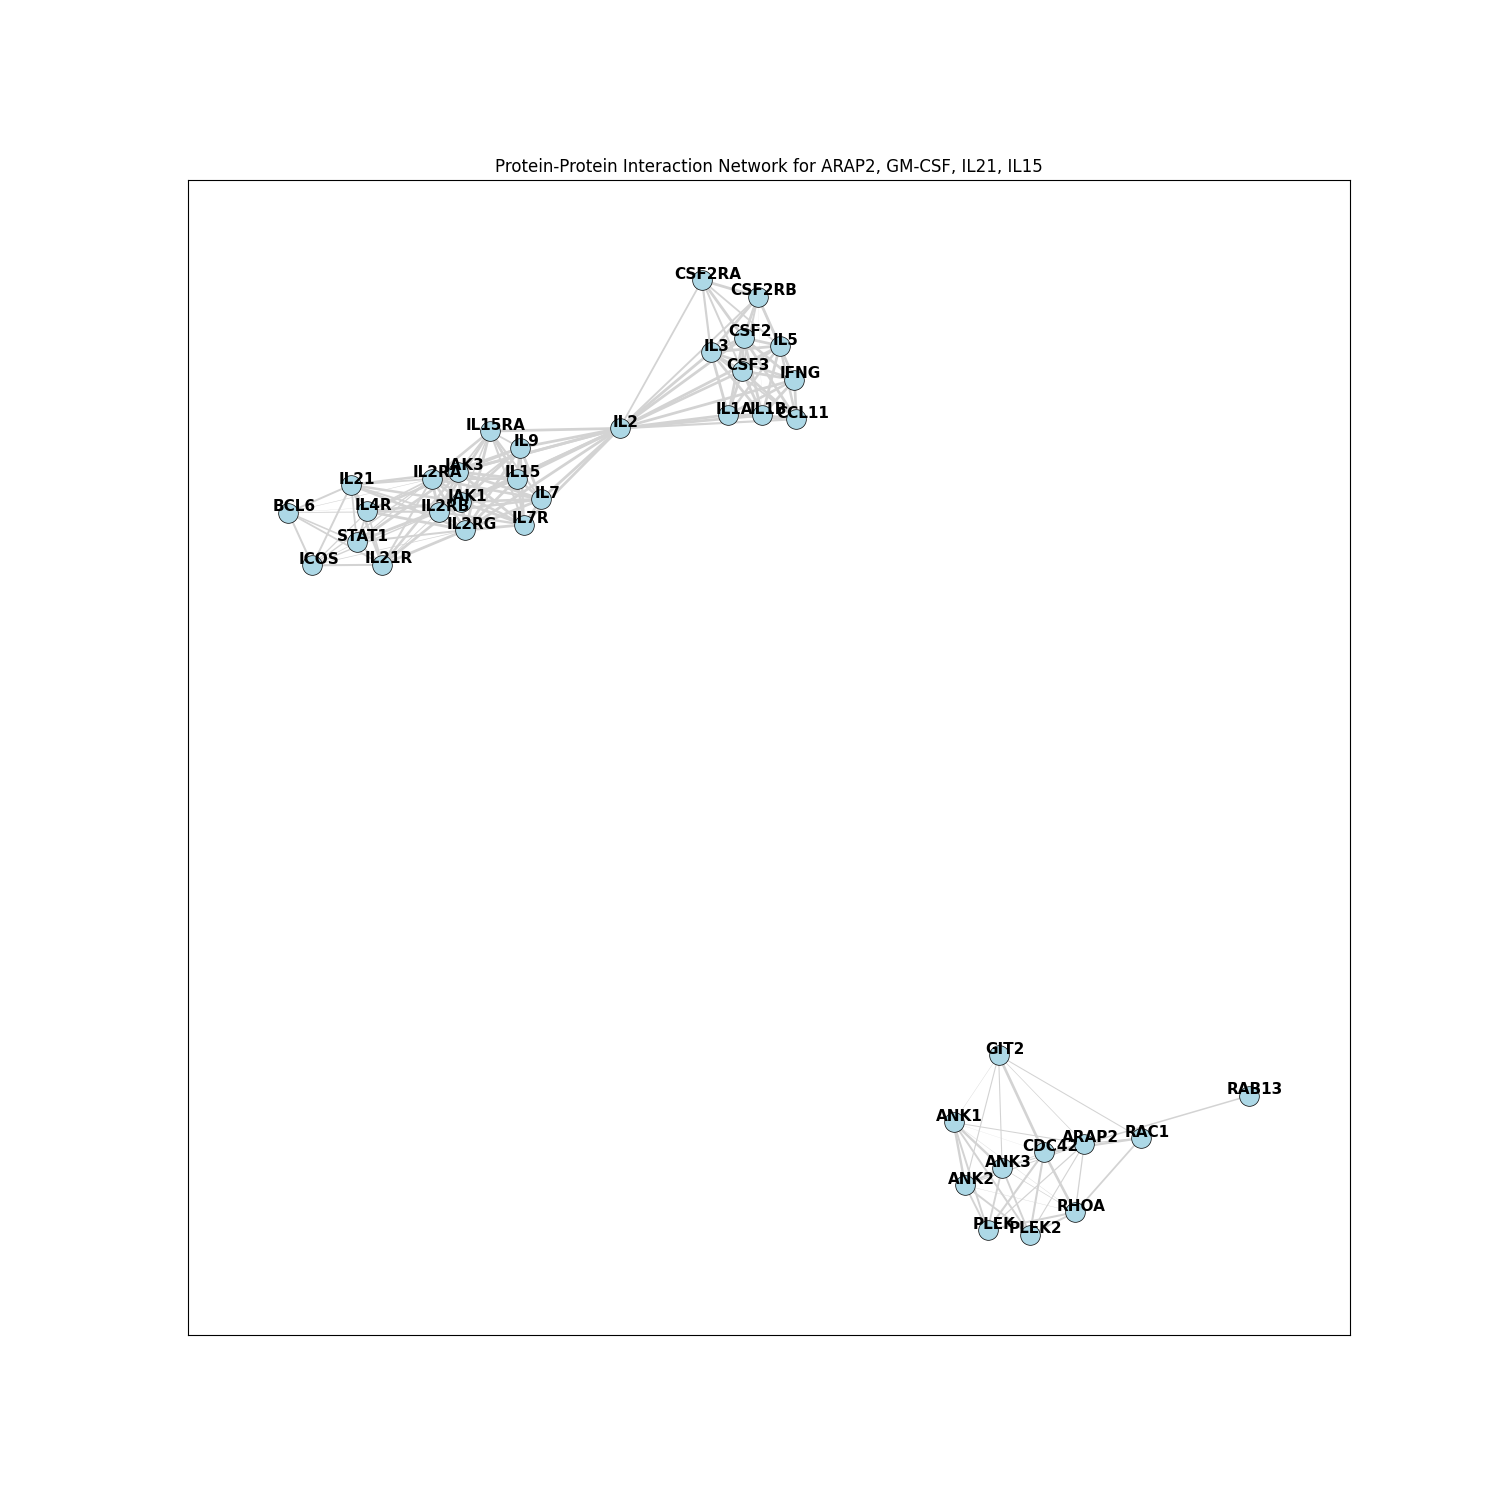 Protein-Protein Interaction Network for ARAP2, GM-CSF, IL21, IL15
CSF2RA
CSF2RB
CSF2
IL5
IL3
CSF3
IFNG
IL1A
IL1B
CCL11
IL2
IL15RA
IL9
JAK3
IL2RA
IL15
IL21
IL7
JAK1
IL4R
IL2RB
BCL6
IL7R
IL2RG
STAT1
IL21R
ICOS
GIT2
RAB13
ANK1
RAC1
ARAP2
CDC42
ANK3
ANK2
RHOA
PLEK
PLEK2